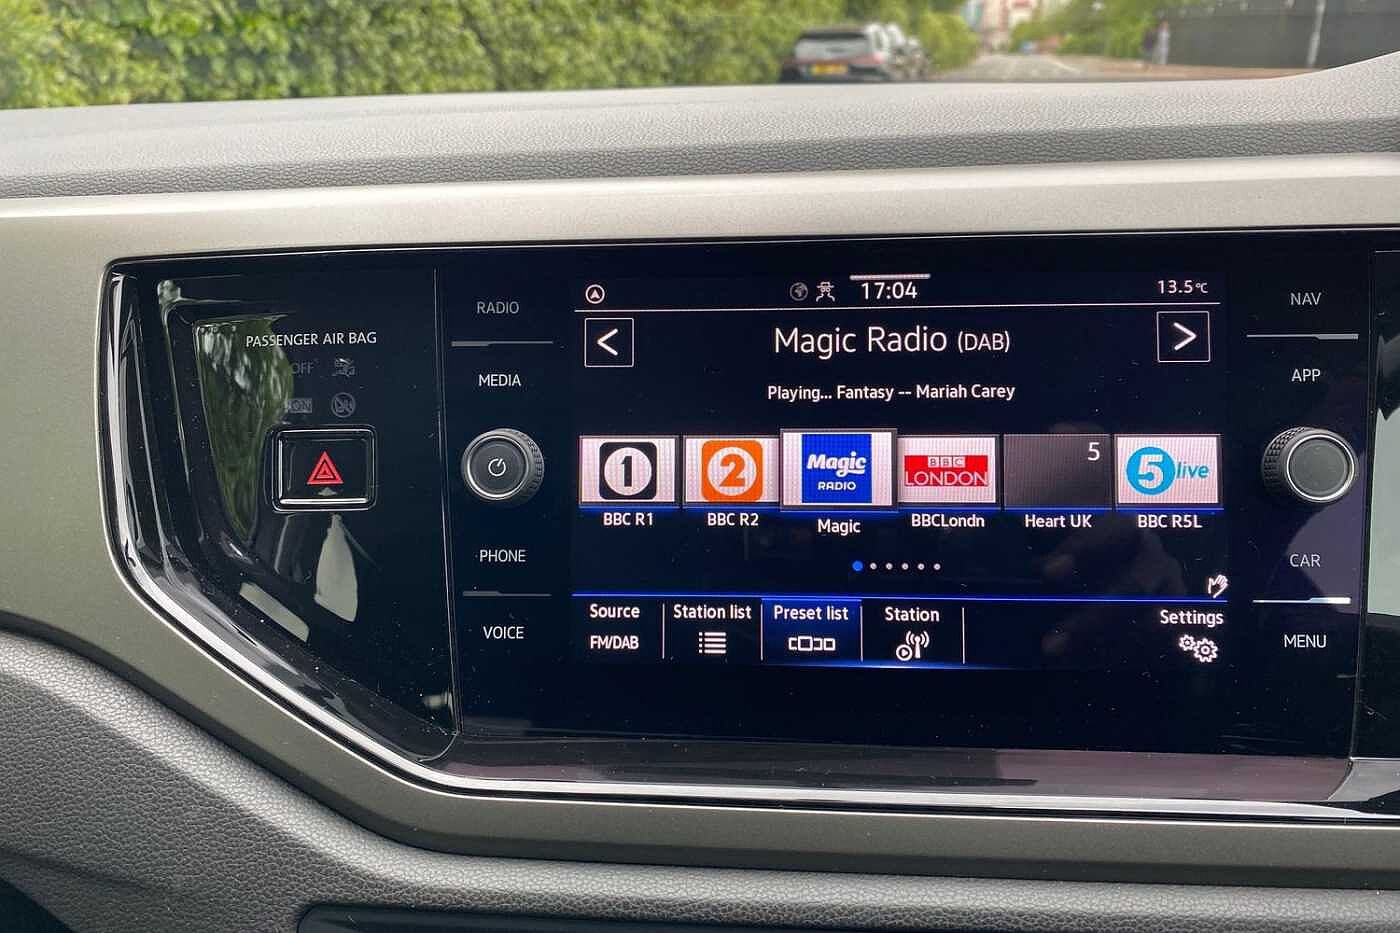 PASSENGER AIR BAG
OFF
ON
RADIO
MEDIA
PHONE
VOICE
17:04
13.5°C
<
Magic Radio (DAB)
>
Playing... Fantasy -- Mariah Carey
1
2
Magic
RADIO
BBC
LONDON
5
5 live
BBC R1
BBC R2
Magic
BBCLondn
Heart UK
BBC R5L
Source
FM/DAB
Station list
Preset list
Station
Settings
NAV
APP
CAR
MENU